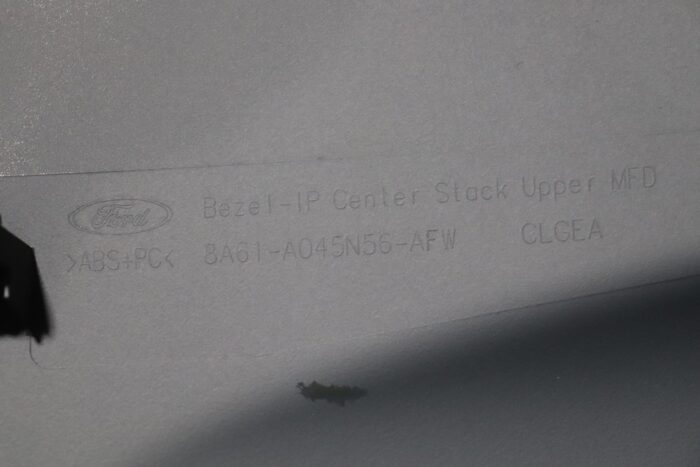 Ford Bezel-IP Center Stack Upper MFD
>ABS+PC< 8A61-A045N56-AFW CLCEA